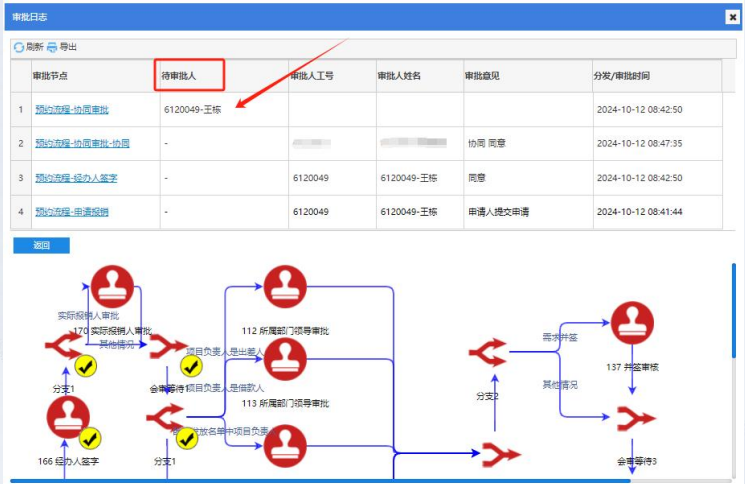 审批日志
刷新 导出
审批节点 待审批人 审批人工号 审批人姓名 审批意见 分发/审批时间
1 预约流程-协同审批 6120049-王栋 2024-10-12 08:42:50
2 预约流程-协同审批-协同 - 协同 同意 2024-10-12 08:47:35
3 预约流程-经办人签字 - 6120049 6120049-王栋 同意 2024-10-12 08:42:50
4 预约流程-申请报销 - 6120049 6120049-王栋 申请人提交申请 2024-10-12 08:41:44
返回
实际报销人审批
170 实际报销人审批
112 所属部门领导审批
需求并签
其他情况
项目负责人是出差人
137 并签审核
分支1
会审等待1
项目负责人是借款人
其他情况
分支2
113 所属部门领导审批
发放名单中项目负责人
166 经办人签字
分支1
会审等待3